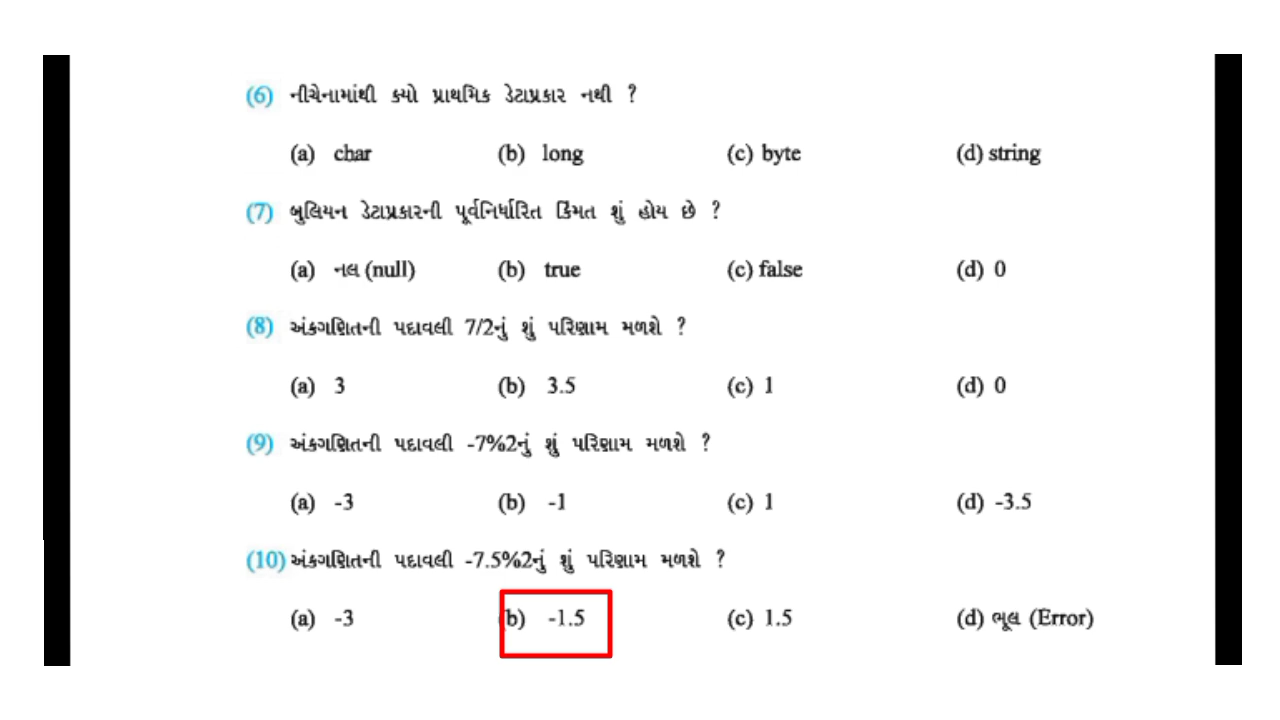 (6) નીચેનામાંથી ક્યો પ્રાથમિક ડેટાપ્રકાર નથી ?
(a) char (b) long (c) byte (d) string
(7) બુલિયન ડેટાપ્રકારની પૂર્વનિર્ધારિત કિંમત શું હોય છે ?
(a) નલ (null) (b) true (c) false (d) 0
(8) અંકગણિતની પદાવલી 7/2નું શું પરિણામ મળશે ?
(a) 3 (b) 3.5 (c) 1 (d) 0
(9) અંકગણિતની પદાવલી -7%2નું શું પરિણામ મળશે ?
(a) -3 (b) -1 (c) 1 (d) -3.5
(10) અંકગણિતની પદાવલી -7.5%2નું શું પરિણામ મળશે ?
(a) -3 (b) -1.5 (c) 1.5 (d) ભૂલ (Error)